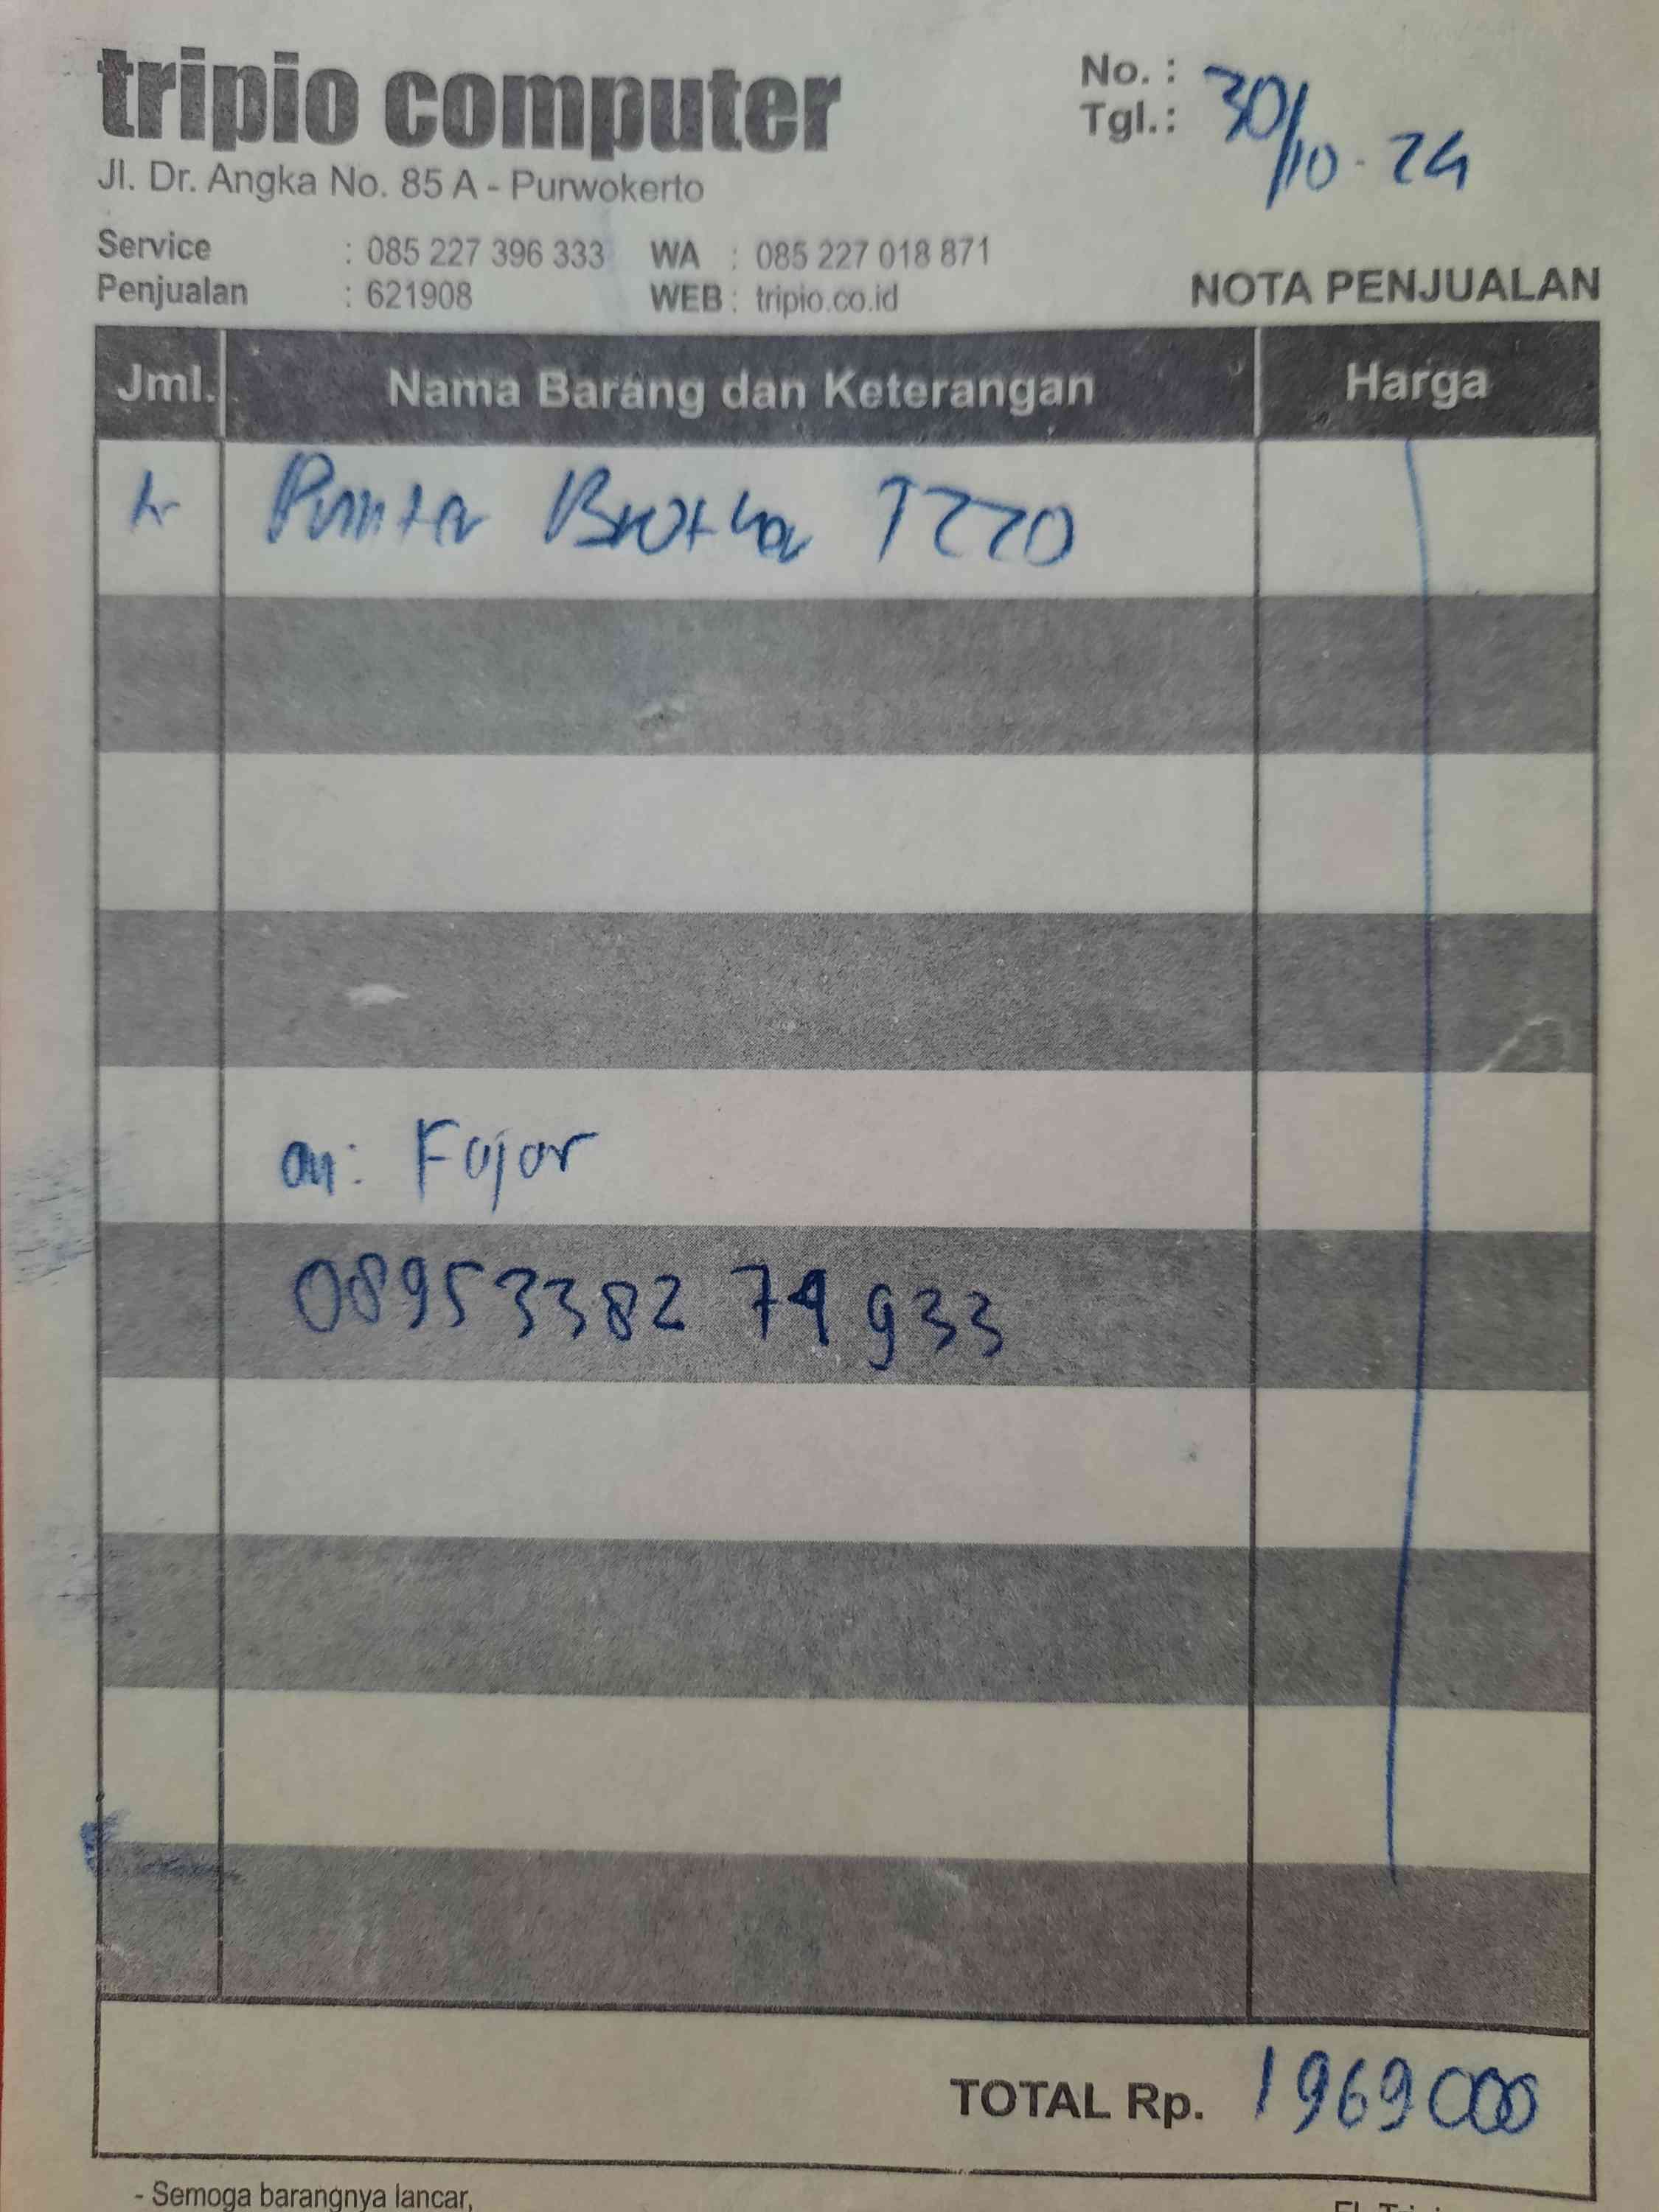 tripio computer
Jl. Dr. Angka No. 85 A - Purwokerto
No. :
Tgl.: 30/10-24
Service : 085 227 396 333 WA : 085 227 018 871
Penjualan : 621908 WEB : tripio.co.id
NOTA PENJUALAN
Jml. Nama Barang dan Keterangan Harga
Printer Brother T220
an: Fajar
0895338274933
TOTAL Rp. 1969000
- Semoga barangnya lancar,